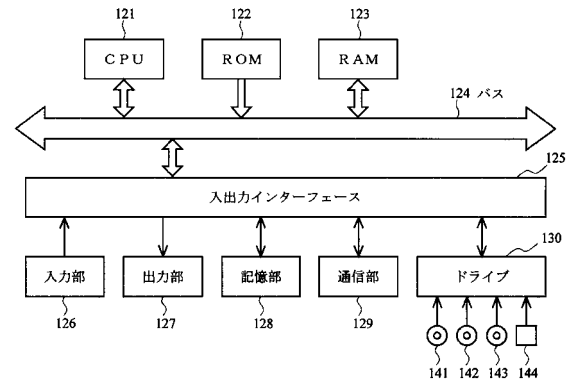 121
122
123
CPU
ROM
RAM
124 バス
125
入出力インターフェース
130
入力部
出力部
記憶部
通信部
ドライブ
126
127
128
129
141
142
143
144